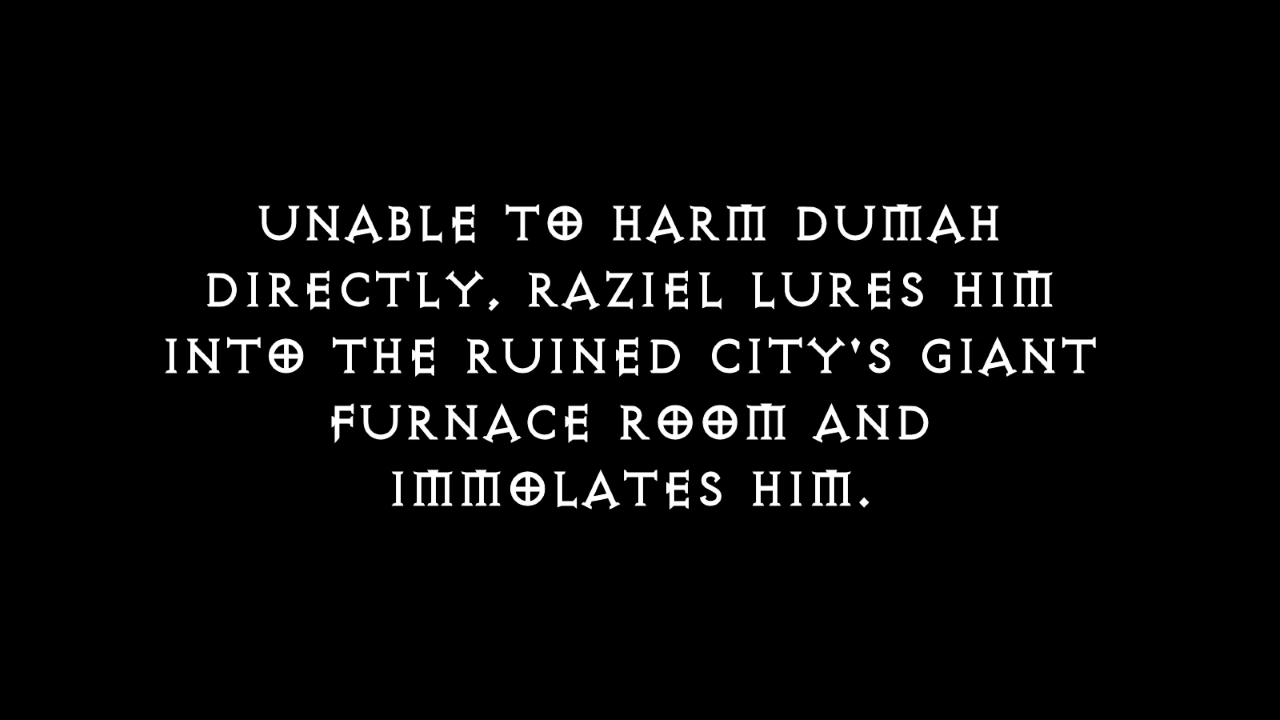 UNABLE TO HARM DUMAH
DIRECTLY, RAZIEL LURES HIM
INTO THE RUINED CITY'S GIANT
FURNACE ROOM AND
IMMOLATES HIM.